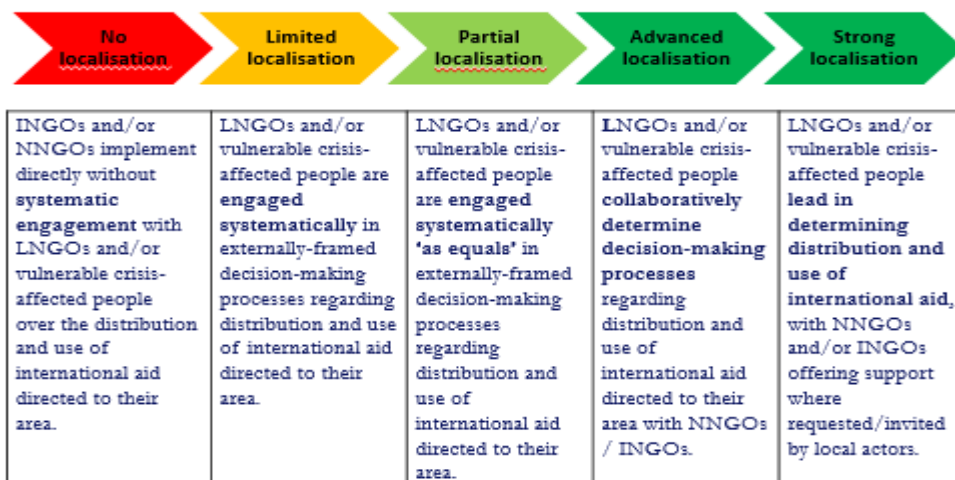 No
localisation
Limited
localisation
Partial
localisation
Advanced
localisation
Strong
localisation
INGOs and/or
NNGOs implement
directly without
systematic
engagement with
LNGOs and/or
vulnerable crisis-
affected people
over the distribution
and use of
international aid
directed to their
area.
LNGOs and/or
vulnerable crisis-
affected people are
engaged
systematically in
externally-framed
decision-making
processes regarding
distribution and use
of international aid
directed to their
area.
LNGOs and/or
vulnerable crisis-
affected people
are engaged
systematically
'as equals' in
externally-framed
decision-making
processes
regarding
distribution and
use of
international aid
directed to their
area.
LNGOs and/or
vulnerable crisis-
affected people
collaboratively
determine
decision-making
processes
regarding
distribution and
use of
international aid
directed to their
area with NNGOs
/ INGOs.
LNGOs and/or
vulnerable crisis-
affected people
lead in
determining
distribution and
use of
international aid,
with NNGOs
and/or INGOs
offering support
where
requested/invited
by local actors.